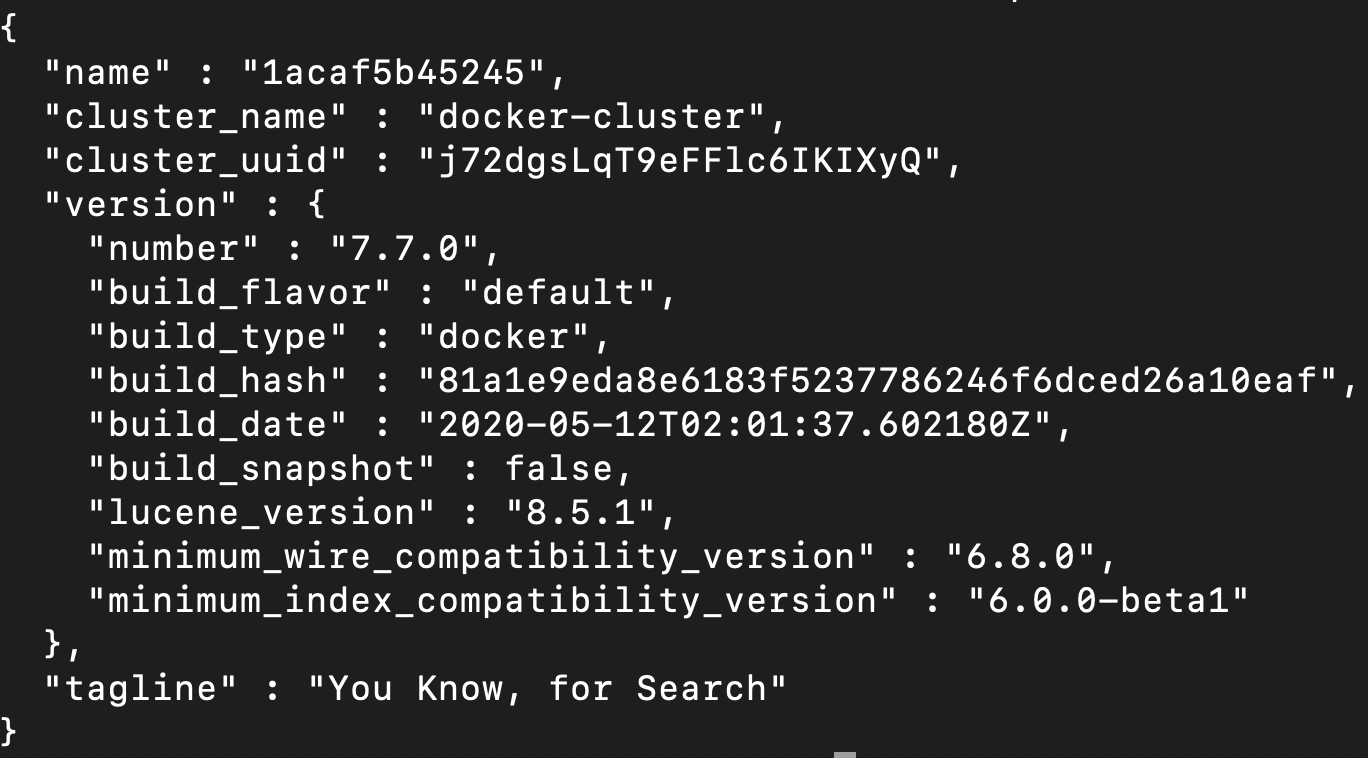 {
  "name" : "1acaf5b45245",
  "cluster_name" : "docker-cluster",
  "cluster_uuid" : "j72dgsLqT9eFFlc6IKIXyQ",
  "version" : {
    "number" : "7.7.0",
    "build_flavor" : "default",
    "build_type" : "docker",
    "build_hash" : "81a1e9eda8e6183f5237786246f6dced26a10eaf",
    "build_date" : "2020-05-12T02:01:37.602180Z",
    "build_snapshot" : false,
    "lucene_version" : "8.5.1",
    "minimum_wire_compatibility_version" : "6.8.0",
    "minimum_index_compatibility_version" : "6.0.0-beta1"
  },
  "tagline" : "You Know, for Search"
}